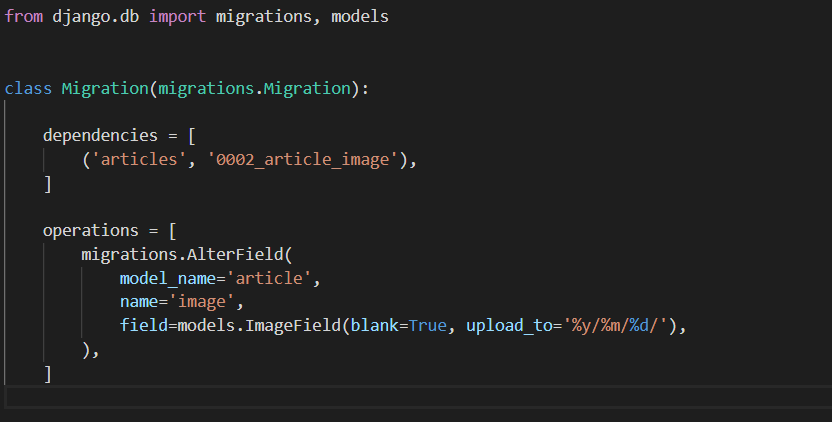 from django.db import migrations, models
class Migration(migrations.Migration):
dependencies = [
('articles', '0002_article_image'),
]
operations = [
migrations.AlterField(
model_name='article',
name='image',
field=models.ImageField(blank=True, upload_to='%y/%m/%d/'),
),
]